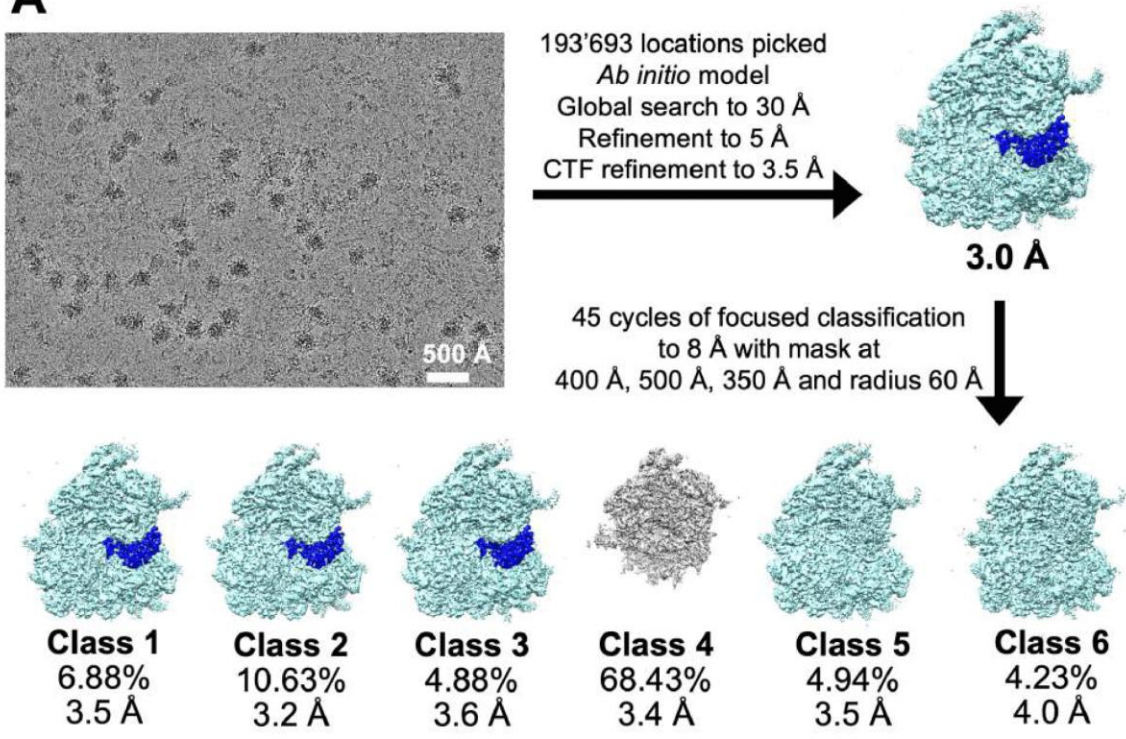 A
193’693 locations picked
Ab initio model
Global search to 30 Å
Refinement to 5 Å
CTF refinement to 3.5 Å
500 Å
3.0 Å
45 cycles of focused classification
to 8 Å with mask at
400 Å, 500 Å, 350 Å and radius 60 Å
Class 1
6.88%
3.5 Å
Class 2
10.63%
3.2 Å
Class 3
4.88%
3.6 Å
Class 4
68.43%
3.4 Å
Class 5
4.94%
3.5 Å
Class 6
4.23%
4.0 Å